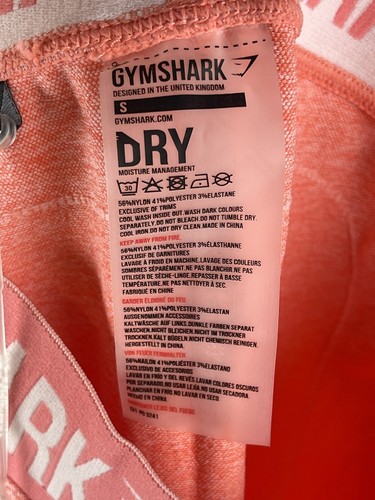 GYMSHARK
DESIGNED IN THE UNITED KINGDOM
S
GYMSHARK.COM
DRY
MOISTURE MANAGEMENT
30
56%NYLON 41%POLYESTER 3%ELASTANE
EXCLUSIVE OF TRIMS
COOL WASH INSIDE OUT.WASH DARK COLOURS
SEPARATELY.DO NOT BLEACH.DO NOT TUMBLE DRY.
COOL IRON.DO NOT DRY CLEAN.MADE IN CHINA
KEEP AWAY FROM FIRE
56%NYLON 41%POLYESTER 3%ÉLASTHANNE
EXCLUSIF DE GARNITURES
LAVAGE À FROID EN MACHINE.LAVAGE DES COULEURS
SOMBRES SÉPARÉMENT.NE PAS BLANCHIR.NE PAS
UTILISER DE SÈCHE-LINGE.REPASSER À BASSE
TEMPÉRATURE.NE PAS NETTOYER À SEC
FABRIQUÉ EN CHINE
GARDER ÉLOIGNÉ DU FEU
56%NYLON 41%POLYESTER 3%ELASTAN
AUSGENOMMEN ACCESSOIRES
KALTWÄSCHE AUF LINKS.DUNKLE FARBEN SEPARAT
WASCHEN.NICHT BLEICHEN.NICHT IM TROCKNER
TROCKNEN.KALT BÜGELN.NICHT CHEMISCH REINIGEN.
HERGESTELLT IN CHINA
VON FEUER FERNHALTEN
56%NAILON 41%POLIÉSTER 3%ELASTANO
EXCLUSIVO DE ACCESORIOS
LAVAR EN FRIO Y DEL REVÉS.LAVAR COLORES OSCUROS
POR SEPARADO.NO USAR LEJÍA.NO USAR SECADORA.
PLANCHAR EN FRÍO.NO LAVAR EN SECO.
HECHO EN CHINA
MANTENGASE LEJOS DEL FUEGO
PO 5241
ARK